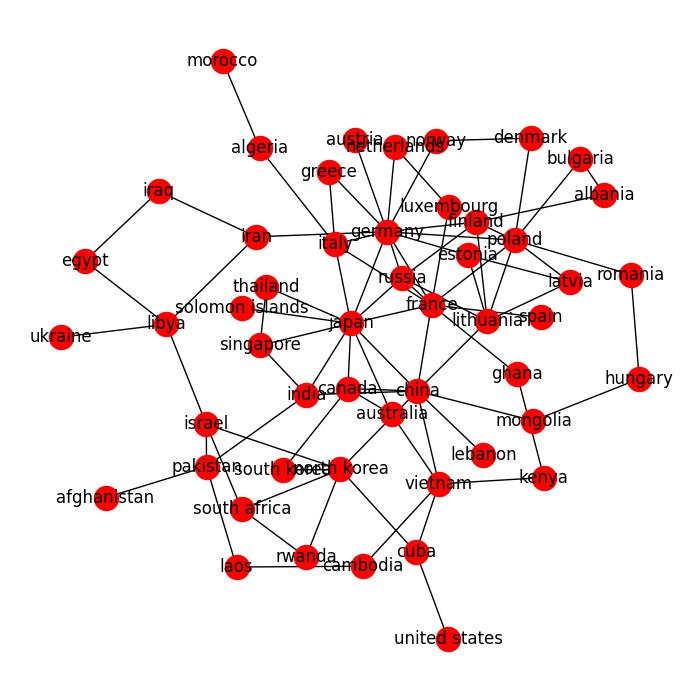 morocco
austria
norway
denmark
algeria
netherlands
bulgaria
greece
iraq
albania
luxembourg
finland
germany
iran
italy
poland
estonia
egypt
russia
romania
latvia
thailand
solomon islands
france
spain
lithuania
japan
libya
ukraine
singapore
ghana
hungary
canada
china
india
australia
mongolia
israel
lebanon
pakistan
south korea
north korea
kenya
vietnam
afghanistan
south africa
cuba
rwanda
cambodia
laos
united states